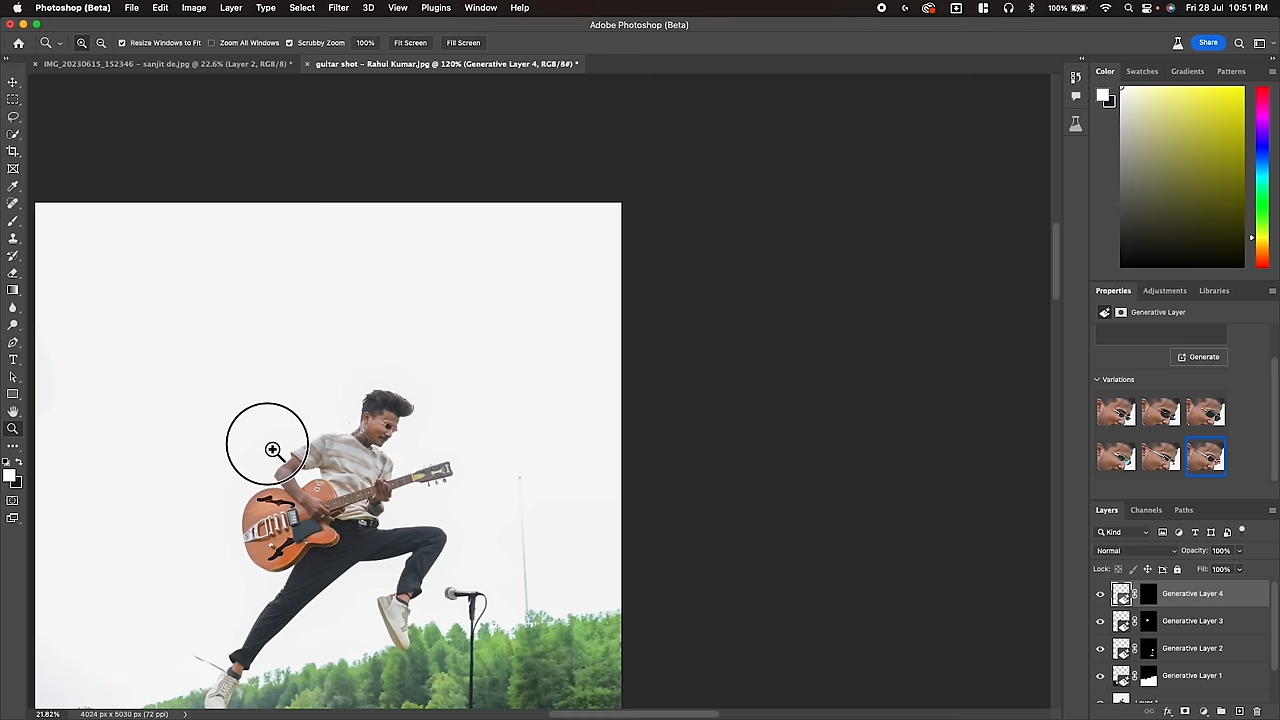 Photoshop (Beta) File Edit Image Layer Type Select Filter 3D View Plugins Window Help 100% Fri 28 Jul 10:51 PM
Adobe Photoshop (Beta)
Resize Windows to Fit Zoom All Windows Scrubby Zoom 100% Fit Screen Fill Screen Share
IMG_20230615_152346 – sanjit de.jpg @ 22.6% (Layer 2, RGB/8) * guitar shot – Rahul Kumar.jpg @ 120% (Generative Layer 4, RGB/8#) *
Color Swatches Gradients Patterns
Properties Adjustments Libraries
Generative Layer
Generate
Variations
Layers Channels Paths
Kind
Normal Opacity: 100%
Lock: Fill: 100%
Generative Layer 4
Generative Layer 3
Generative Layer 2
Generative Layer 1
21.82% 4024 px x 5030 px (72 ppi)